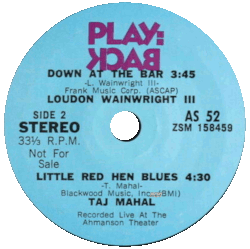 PLAY:
BACK
DOWN AT THE BAR 3:45
-L. Wainwright III-
Frank Music Corp. (ASCAP)
LOUDON WAINWRIGHT III
SIDE 2
STEREO
33⅓ R.P.M.
Not For
Sale
AS 52
ZSM 158459
LITTLE RED HEN BLUES 4:30
-T. Mahal-
Blackwood Music, Inc. (BMI)
TAJ MAHAL
Recorded Live At The
Ahmanson Theater